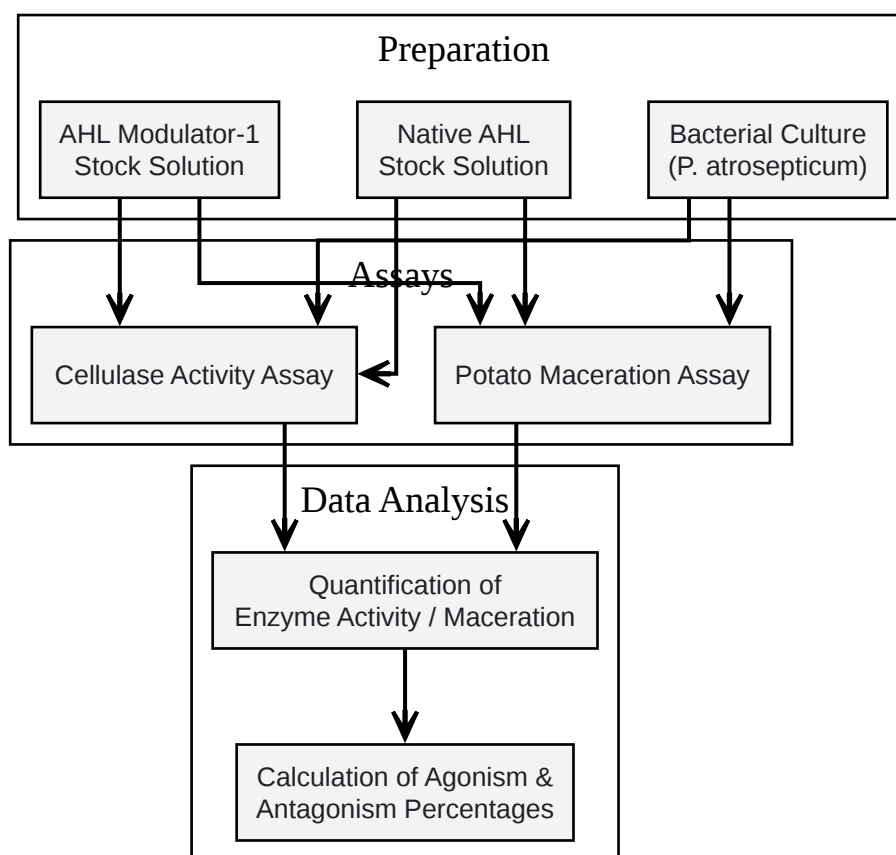 Preparation
AHL Modulator-1
Stock Solution
Native AHL
Stock Solution
Bacterial Culture
(P. atrosepticum)
Assays
Cellulase Activity Assay
Potato Maceration Assay
Data Analysis
Quantification of
Enzyme Activity / Maceration
Calculation of Agonism &
Antagonism Percentages